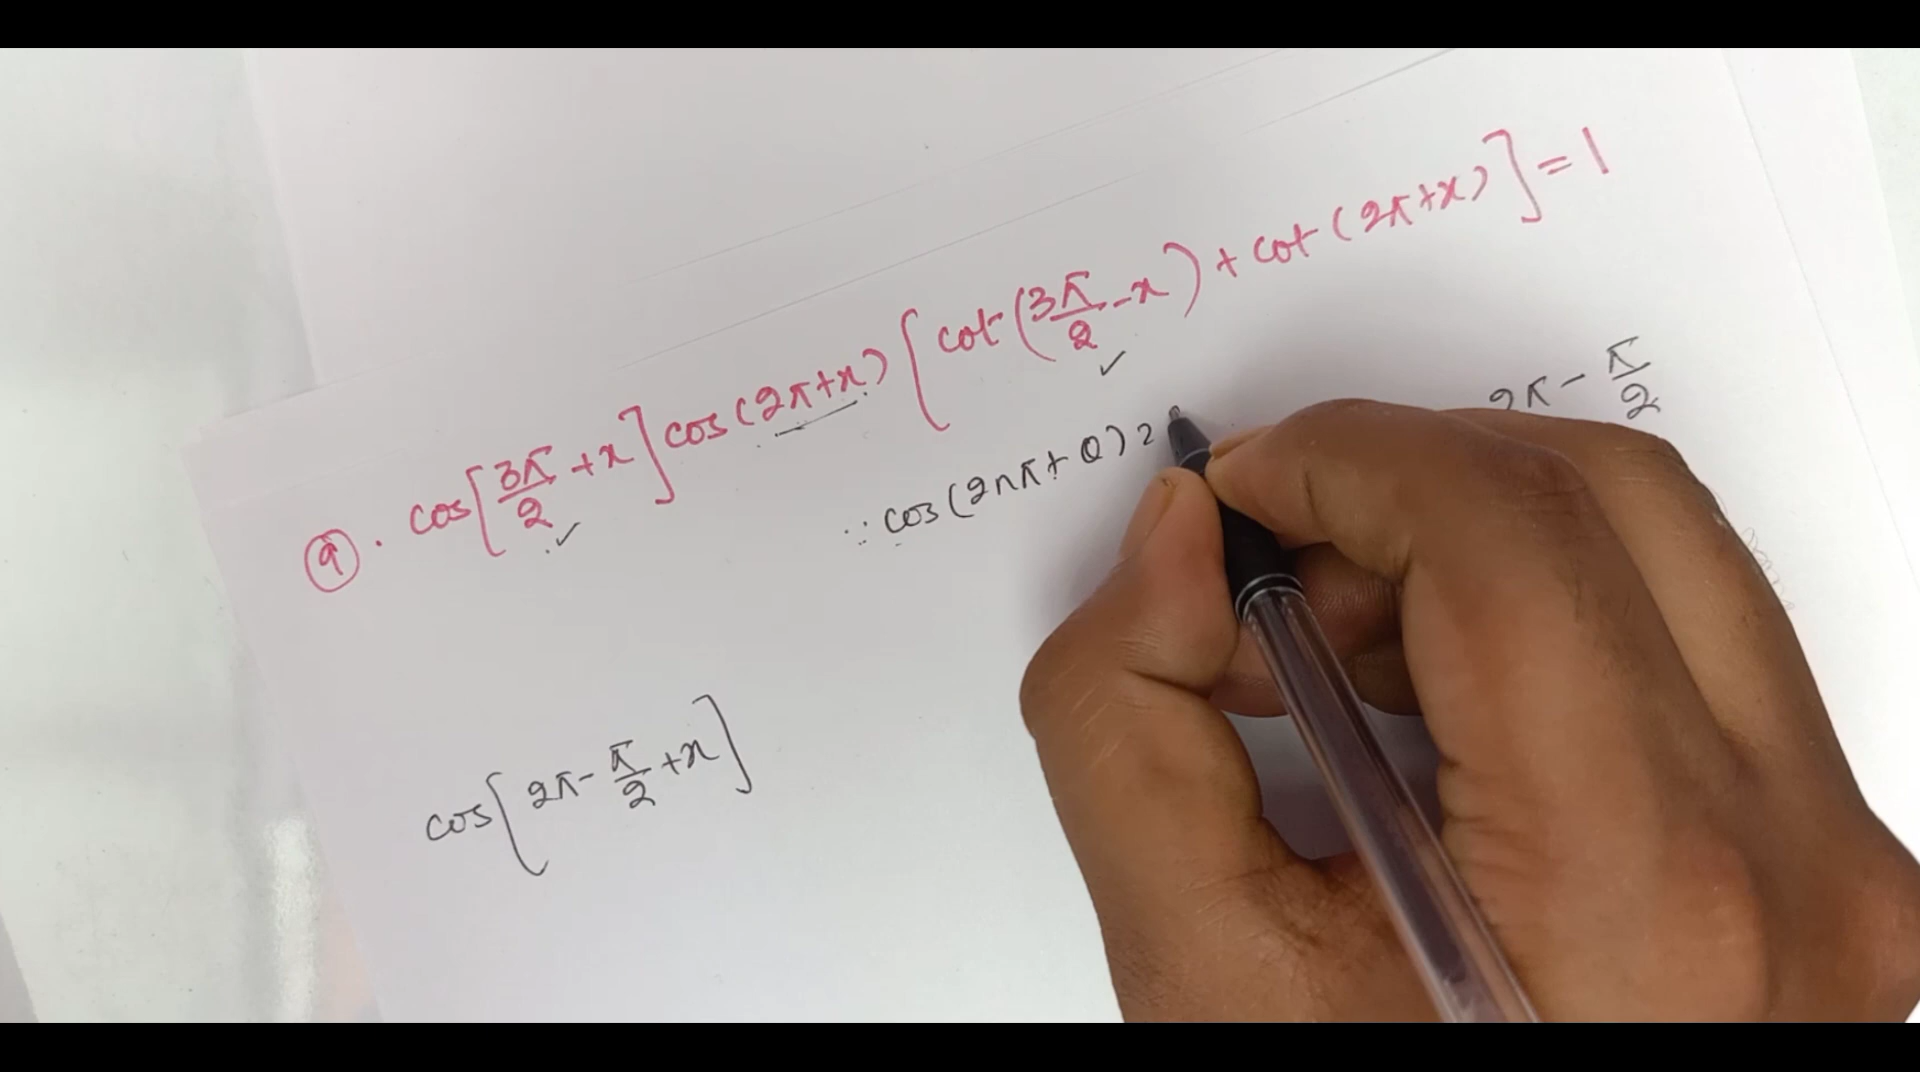 9. cos[3π/2 + x] cos(2π+x) [cot(3π/2 - x) + cot(2π+x)] = 1
2π - π/2
∵ cos(2nπ + θ) =
cos[2π - π/2 + x]